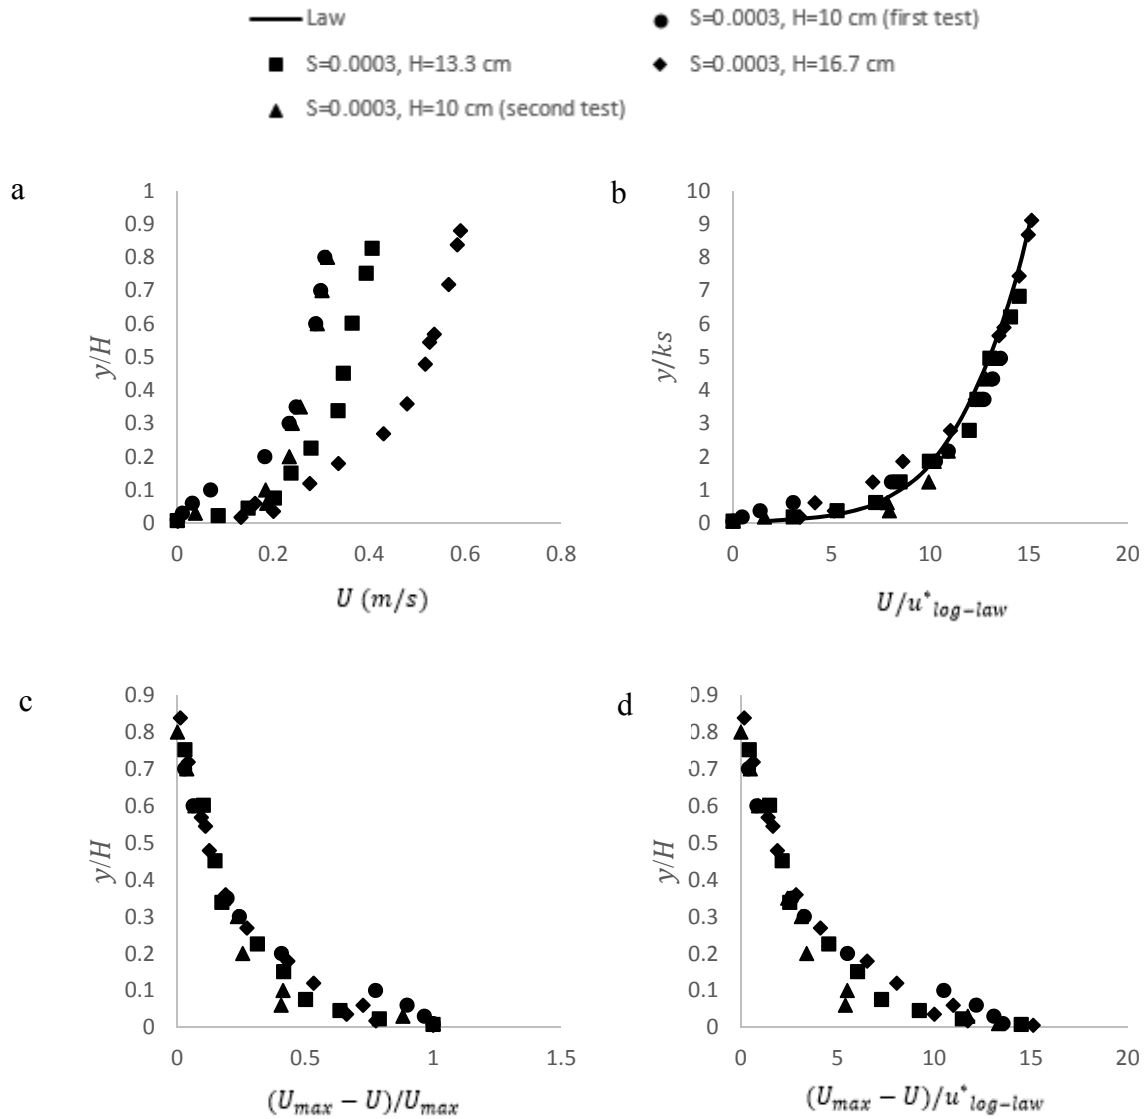 Law
S=0.0003, H=10 cm (first test)
S=0.0003, H=13.3 cm
S=0.0003, H=16.7 cm
S=0.0003, H=10 cm (second test)
a
1
0.9
0.8
0.7
0.6
0.5
0.4
0.3
0.2
0.1
0
y/H
0 0.2 0.4 0.6 0.8
U (m/s)
b
10
9
8
7
6
5
4
3
2
1
0
y/ks
0 5 10 15 20
U/u*log−law
c
0.9
0.8
0.7
0.6
0.5
0.4
0.3
0.2
0.1
0
y/H
0 0.5 1 1.5
(Umax − U)/Umax
d
0.9
0.8
0.7
0.6
0.5
0.4
0.3
0.2
0.1
0
y/H
0 5 10 15 20
(Umax − U)/u*log−law